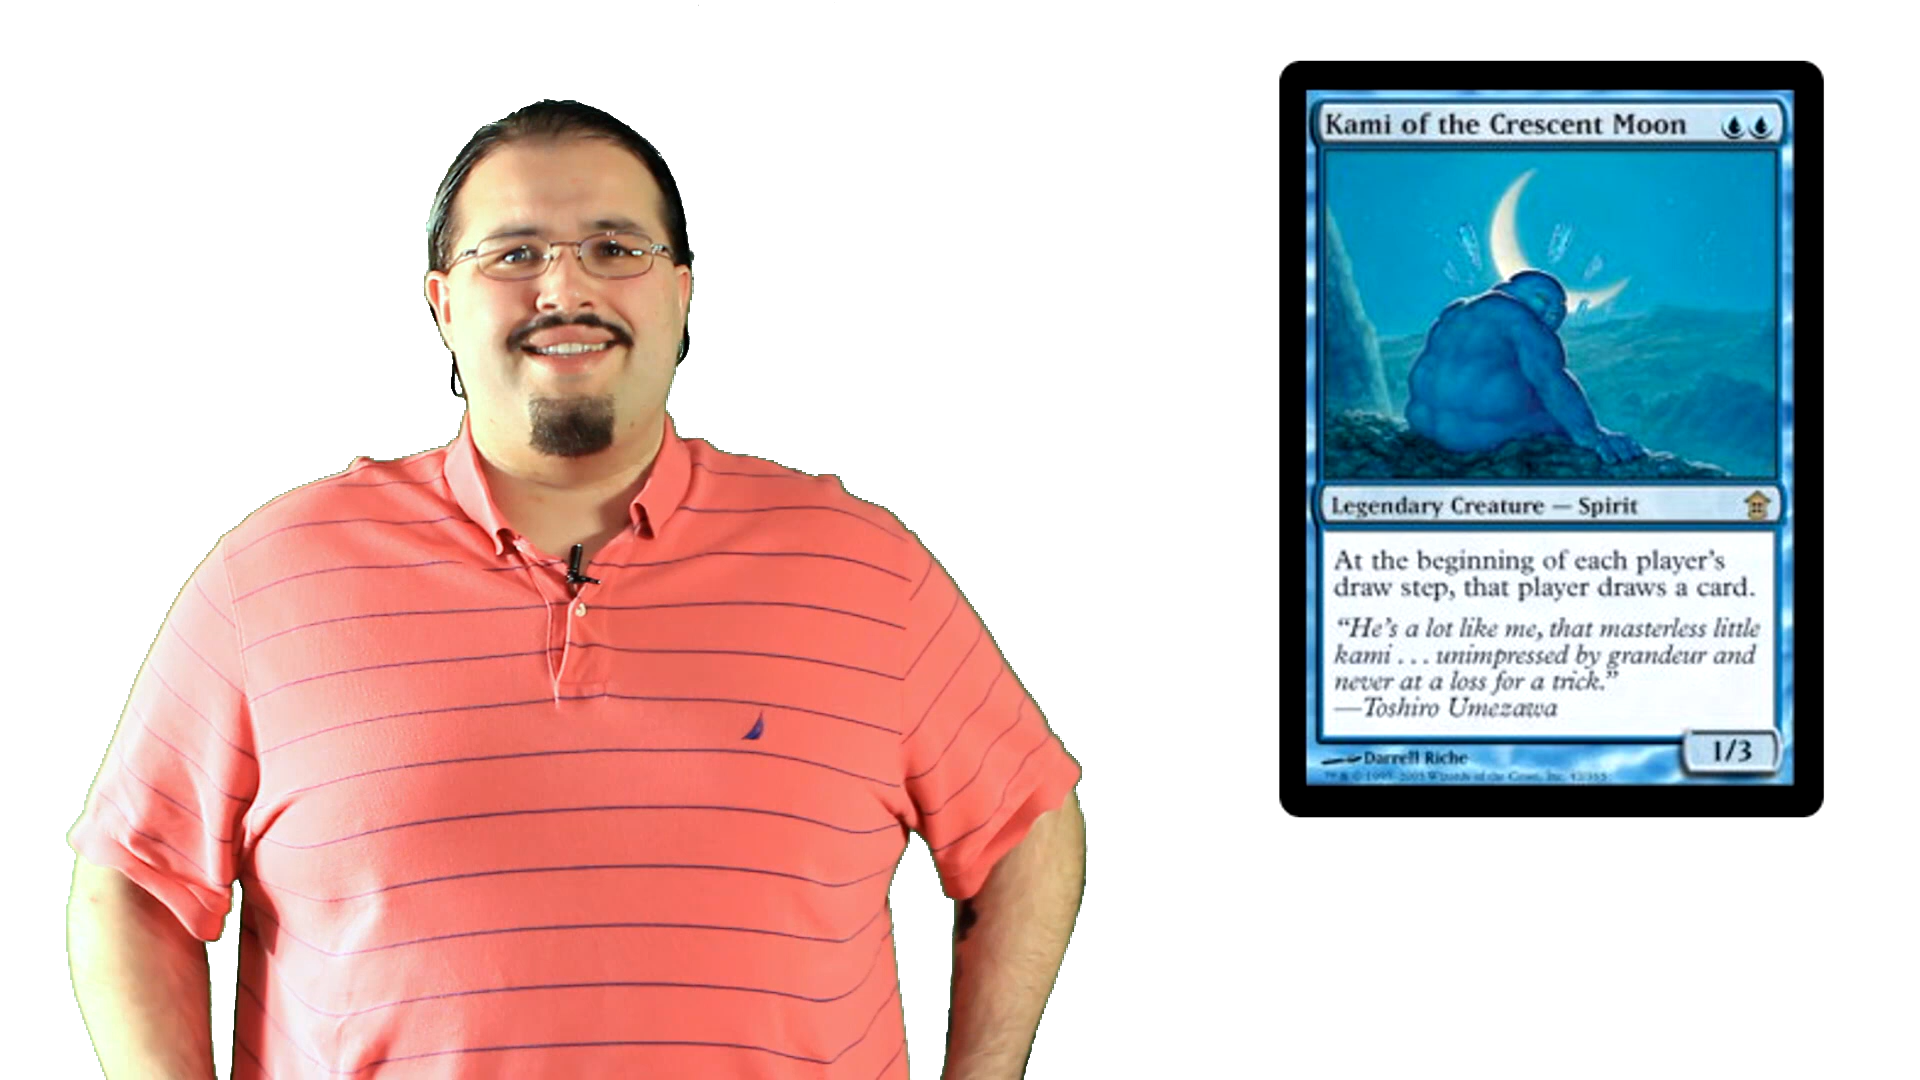 Kami of the Crescent Moon
Legendary Creature — Spirit
At the beginning of each player's
draw step, that player draws a card.
"He's a lot like me, that masterless little
kami . . . unimpressed by grandeur and
never at a loss for a trick."
—Toshiro Umezawa
1/3
Darrell Riche